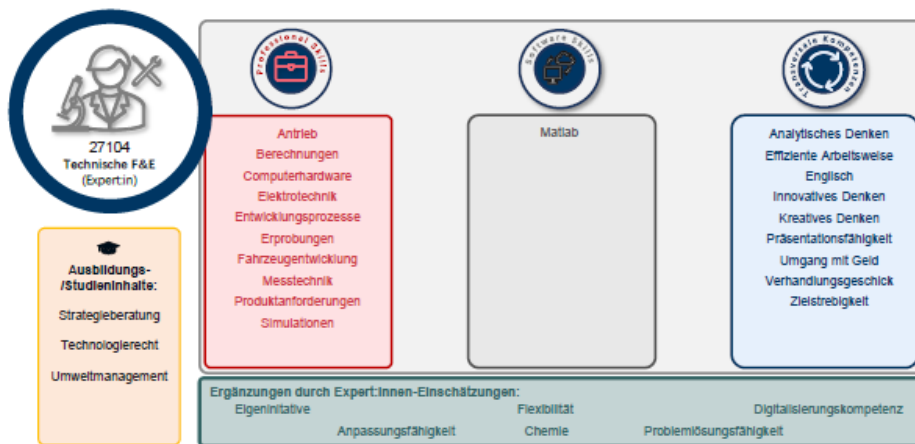 Professional Skills
Software Skills
Transversale Kompetenzen
27104
Technische F&E
(Expert:in)
Ausbildungs-
/Studieninhalte:
Strategieberatung
Technologierecht
Umweltmanagement
Antrieb
Berechnungen
Computerhardware
Elektrotechnik
Entwicklungsprozesse
Erprobungen
Fahrzeugentwicklung
Messtechnik
Produktanforderungen
Simulationen
Matlab
Analytisches Denken
Effiziente Arbeitsweise
Englisch
Innovatives Denken
Kreatives Denken
Präsentationsfähigkeit
Umgang mit Geld
Verhandlungsgeschick
Zielstrebigkeit
Ergänzungen durch Expert:innen-Einschätzungen:
Eigeninitative Flexibilität Digitalisierungskompetenz
Anpassungsfähigkeit Chemie Problemlösungsfähigkeit